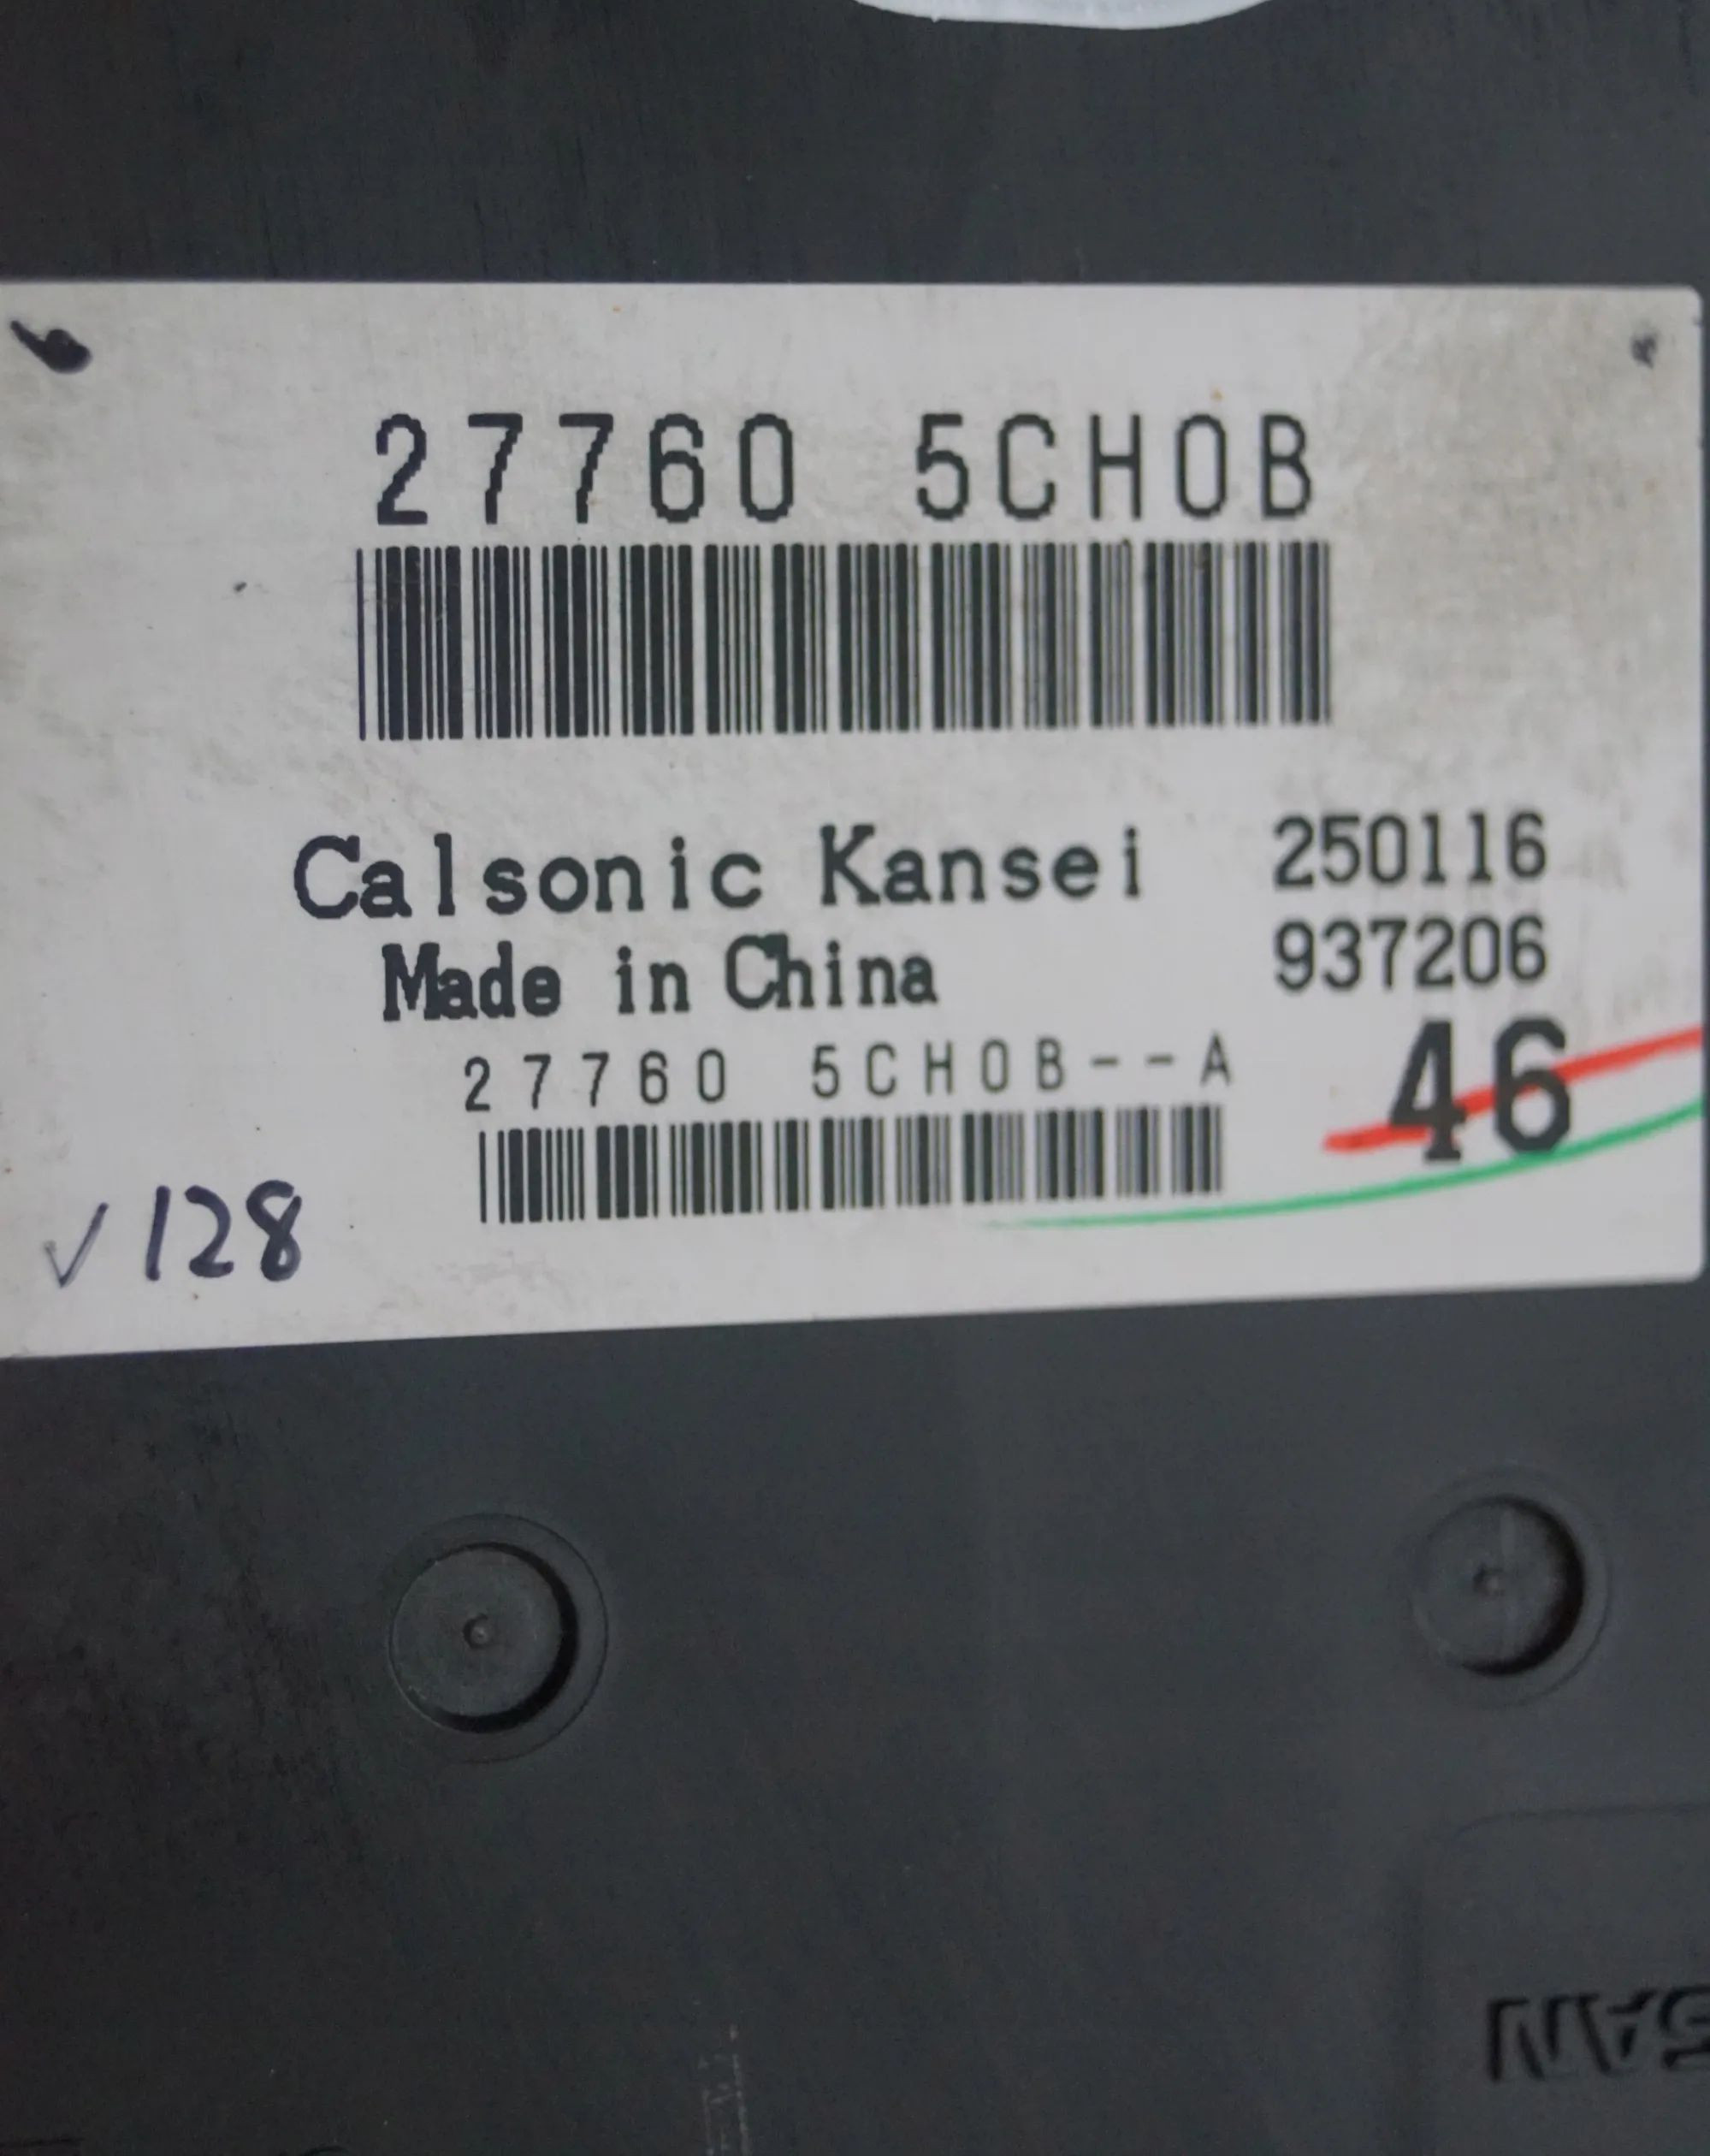 27760 5CH0B
Calsonic Kansei 250116
Made in China 937206
27760 5CH0B--A 46
✓128